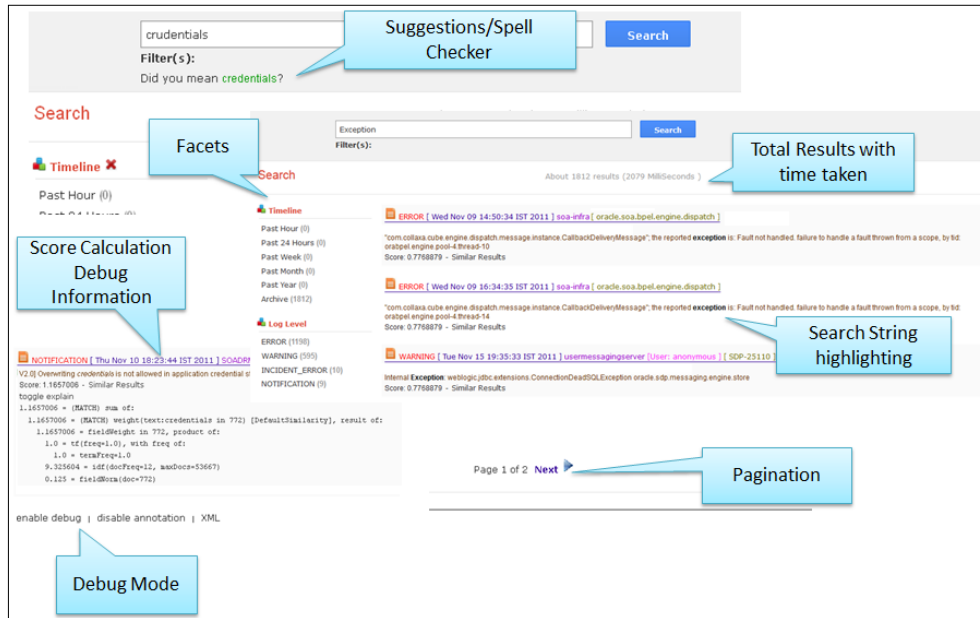 crudentials
Suggestions/Spell
Checker
Search
Filter(s):
Did you mean credentials?
Search
Timeline
Past Hour (0)
Past 24 Hours (0)
Facets
Exception
Search
Filter(s):
Search
About 1812 results (2079 MilliSeconds )
Total Results with
time taken
Timeline
Past Hour (0)
Past 24 Hours (0)
Past Week (0)
Past Month (0)
Past Year (0)
Archive (1812)
Log Level
ERROR (1198)
WARNING (595)
INCIDENT_ERROR (10)
NOTIFICATION (9)
ERROR [ Wed Nov 09 14:50:34 IST 2011 ] soa-infra [ oracle.soa.bpel.engine.dispatch ]
"com.collaxa.cube.engine.dispatch.message.instance.CallbackDeliveryMessage"; the reported exception is: Fault not handled. failure to handle a fault thrown from a scope, by tid:
orabpel.engine.pool-4.thread-10
Score: 0.7768879 - Similar Results
ERROR [ Wed Nov 09 16:34:35 IST 2011 ] soa-infra [ oracle.soa.bpel.engine.dispatch ]
"com.collaxa.cube.engine.dispatch.message.instance.CallbackDeliveryMessage"; the reported exception is: Fault not handled. failure to handle a fault thrown from a scope, by tid:
orabpel.engine.pool-4.thread-14
Score: 0.7768879 - Similar Results
Search String
highlighting
WARNING [ Tue Nov 15 19:35:33 IST 2011 ] usermessagingserver [User: anonymous ] [ SDP-25110 ]
Internal Exception: weblogic.jdbc.extensions.ConnectionDeadSQLException oracle.sdp.messaging.engine.store
Score: 0.7768879 - Similar Results
Score Calculation
Debug
Information
NOTIFICATION [ Thu Nov 10 18:23:44 IST 2011 ] SOADR
V2.0] Overwriting credentials is not allowed in application credential st
Score: 1.1657006 - Similar Results
toggle explain
1.1657006 = (MATCH) sum of:
1.1657006 = (MATCH) weight(text:credentials in 772) [DefaultSimilarity], result of:
1.1657006 = fieldWeight in 772, product of:
1.0 = tf(freq=1.0), with freq of:
1.0 = termFreq=1.0
9.325604 = idf(docFreq=12, maxDocs=53667)
0.125 = fieldNorm(doc=772)
Page 1 of 2 Next
Pagination
enable debug | disable annotation | XML
Debug Mode